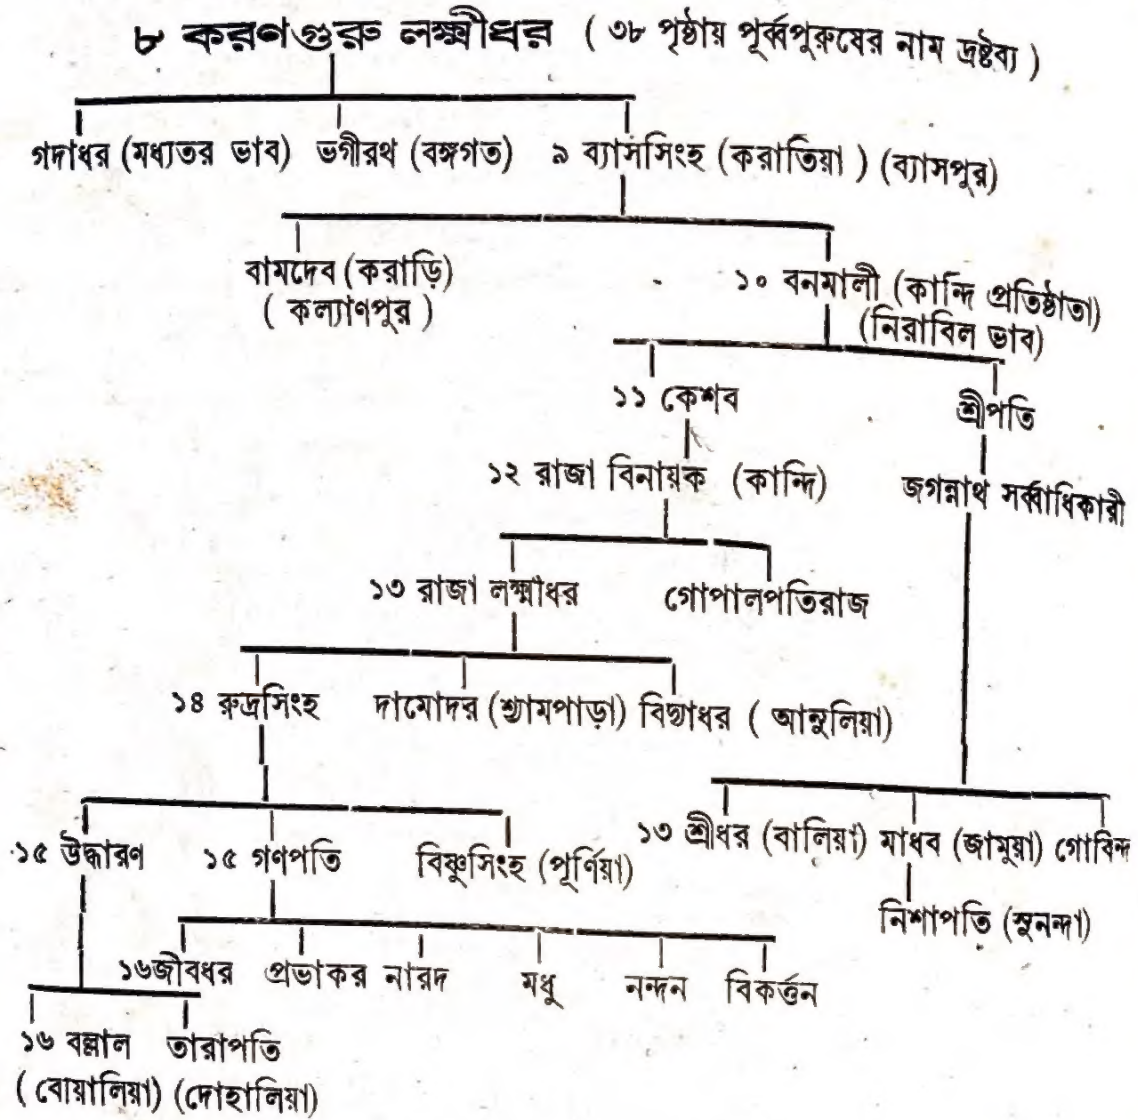 ৮ করণগুরু লক্ষ্মীধর ( ৩৮ পৃষ্ঠায় পূর্ব্বপুরুষের নাম দ্রষ্টব্য )
গদাধর (মধ্যতর ভাব) ভগীরথ (বঙ্গগত) ৯ ব্যাসসিংহ (করাতিয়া ) (ব্যাসপুর)
বামদেব (করাড়ি) ১০ বনমালী (কান্দি প্রতিষ্ঠাতা)
( কল্যাণপুর ) (নিরাবিল ভাব)
১১ কেশব শ্রীপতি
১২ রাজা বিনায়ক (কান্দি) জগন্নাথ সর্ব্বাধিকারী
১৩ রাজা লক্ষ্মীধর গোপালপতিরাজ
১৪ রুদ্রসিংহ দামোদর (শ্যামপাড়া) বিদ্যাধর ( আনুলিয়া)
১৫ উদ্ধারণ ১৫ গণপতি বিষ্ণুসিংহ (পূর্ণিয়া) ১৩ শ্রীধর (বালিয়া) মাধব (জামুয়া) গোবিন্দ
নিশাপতি (সুনন্দা)
১৬জীবধর প্রভাকর নারদ মধু নন্দন বিকর্ত্তন
১৬ বল্লাল তারাপতি
( বোয়ালিয়া) (দোহালিয়া)